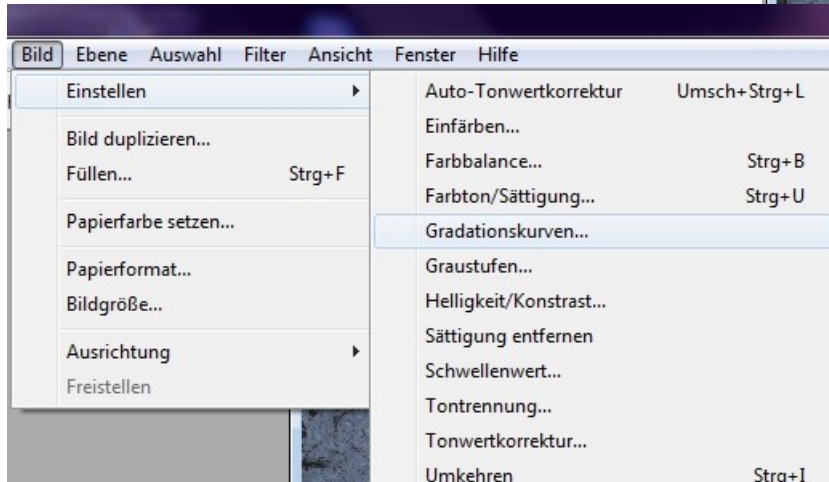 Bild Ebene Auswahl Filter Ansicht Fenster Hilfe
Einstellen
Bild duplizieren...
Füllen... Strg+F
Papierfarbe setzen...
Papierformat...
Bildgröße...
Ausrichtung
Freistellen
Auto-Tonwertkorrektur Umsch+Strg+L
Einfärben...
Farbbalance... Strg+B
Farbton/Sättigung... Strg+U
Gradationskurven...
Graustufen...
Helligkeit/Konstrast...
Sättigung entfernen
Schwellenwert...
Tontrennung...
Tonwertkorrektur...
Umkehren Strg+I